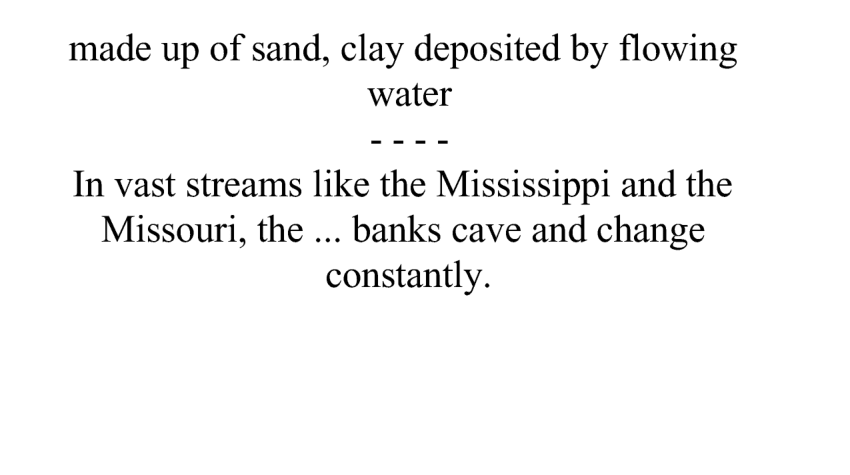 made up of sand, clay deposited by flowing
water
- - - -
In vast streams like the Mississippi and the
Missouri, the ... banks cave and change
constantly.